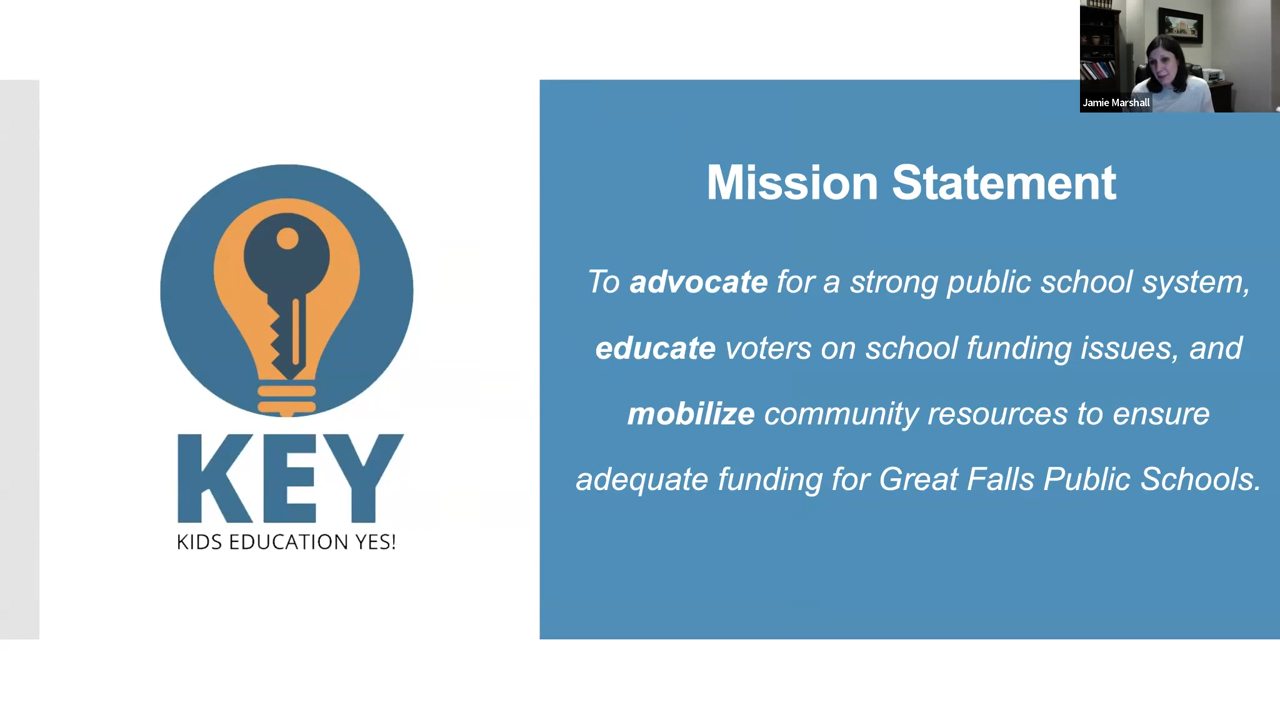 Jamie Marshall
Mission Statement
To advocate for a strong public school system,
educate voters on school funding issues, and
mobilize community resources to ensure
adequate funding for Great Falls Public Schools.
KEY
KIDS EDUCATION YES!